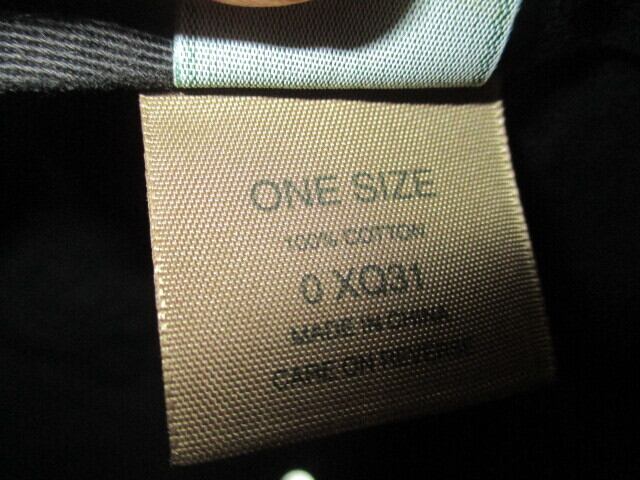 ONE SIZE
100% COTTON
0 XQ31
MADE IN CHINA
CARE ON REVERSE